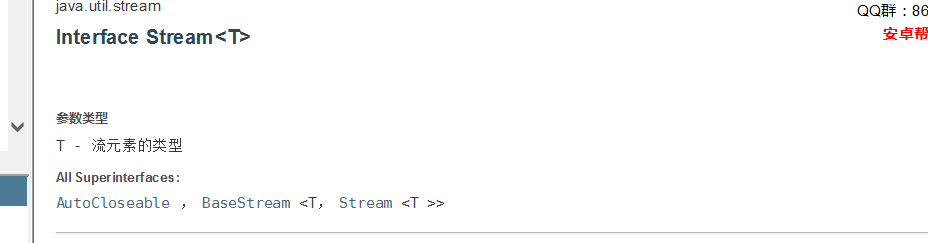 java.util.stream
QQ群：86
Interface Stream<T>
安卓帮
参数类型
T - 流元素的类型
All Superinterfaces:
AutoCloseable ， BaseStream <T， Stream <T >>